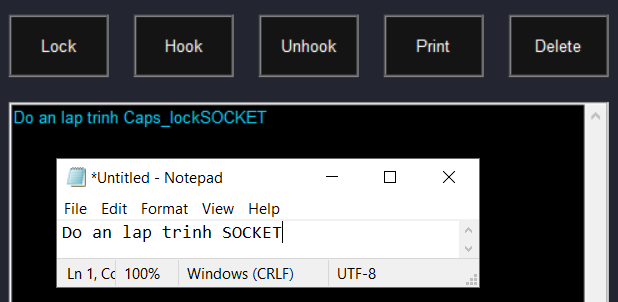 Lock Hook Unhook Print Delete
Do an lap trinh Caps_lockSOCKET
*Untitled - Notepad
File Edit Format View Help
Do an lap trinh SOCKET
Ln 1, Cc 100% Windows (CRLF) UTF-8